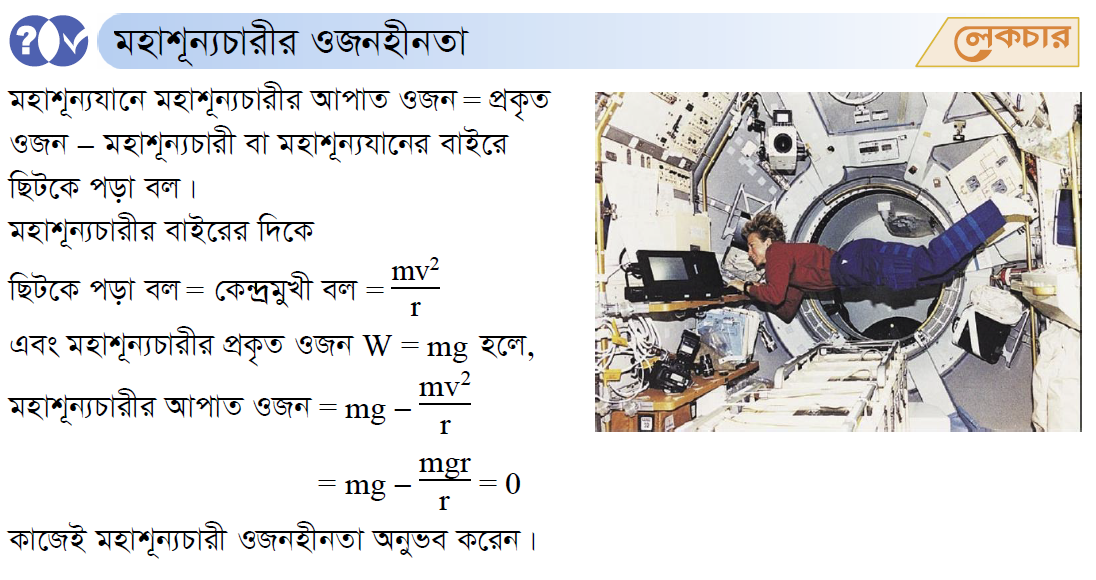 মহাশূন্যচারীর ওজনহীনতা
লেকচার
মহাশূন্যযানে মহাশূন্যচারীর আপাত ওজন = প্রকৃত
ওজন – মহাশূন্যচারী বা মহাশূন্যযানের বাইরে
ছিটকে পড়া বল।
মহাশূন্যচারীর বাইরের দিকে
ছিটকে পড়া বল = কেন্দ্রমুখী বল = mv²/r
এবং মহাশূন্যচারীর প্রকৃত ওজন W = mg হলে,
মহাশূন্যচারীর আপাত ওজন = mg – mv²/r
= mg – mgr/r = 0
কাজেই মহাশূন্যচারী ওজনহীনতা অনুভব করেন।